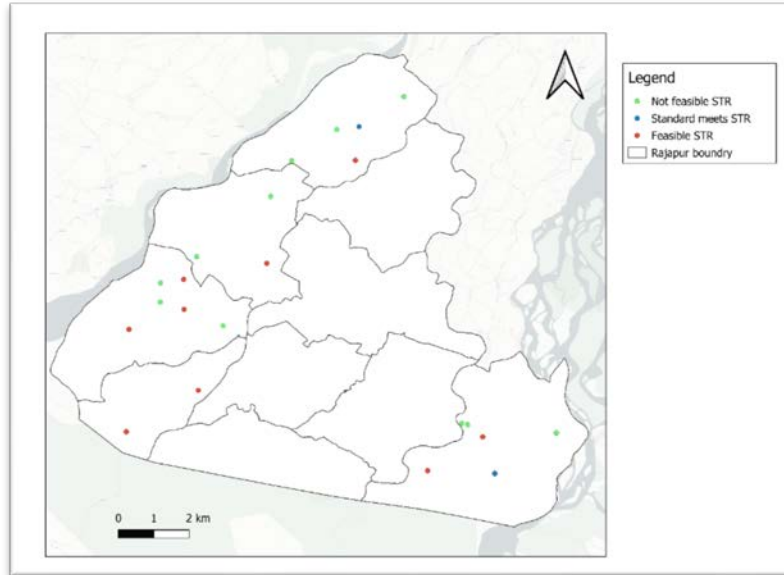 Legend
Not feasible STR
Standard meets STR
Feasible STR
Rajapur boundry
0 1 2 km